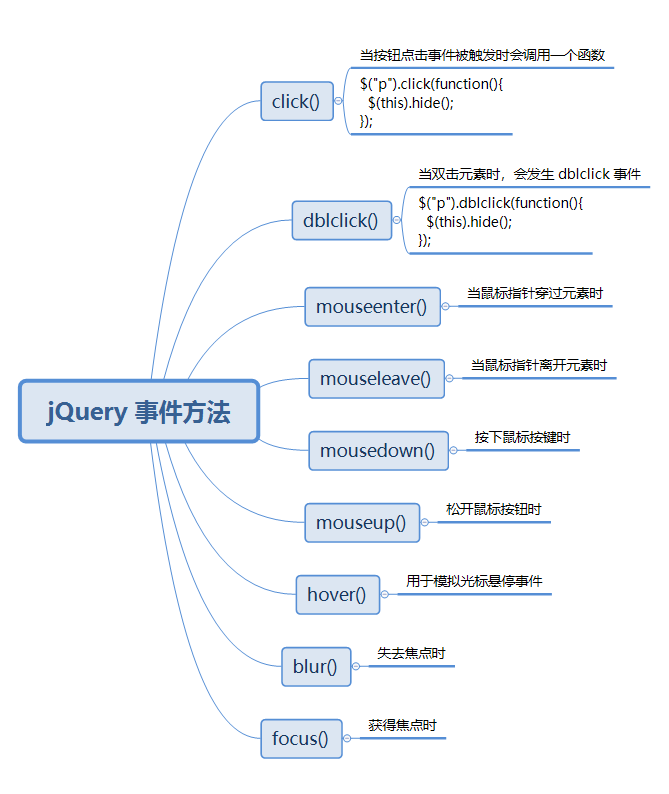 jQuery 事件方法
click()
当按钮点击事件被触发时会调用一个函数
$("p").click(function(){
$(this).hide();
});
dblclick()
当双击元素时，会发生 dblclick 事件
$("p").dblclick(function(){
$(this).hide();
});
mouseenter()
当鼠标指针穿过元素时
mouseleave()
当鼠标指针离开元素时
mousedown()
按下鼠标按键时
mouseup()
松开鼠标按钮时
hover()
用于模拟光标悬停事件
blur()
失去焦点时
focus()
获得焦点时